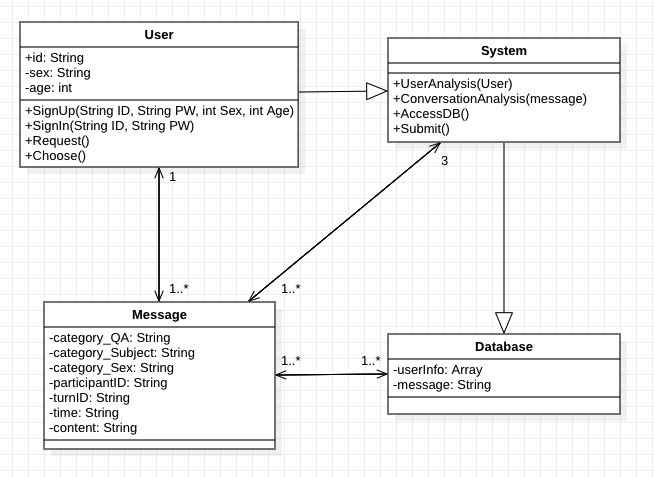 User
+id: String
-sex: String
-age: int
+SignUp(String ID, String PW, int Sex, int Age)
+SignIn(String ID, String PW)
+Request()
+Choose()
System
+UserAnalysis(User)
+ConversationAnalysis(message)
+AccessDB()
+Submit()
1
3
1..*
1..*
Message
-category_QA: String
-category_Subject: String
-category_Sex: String
-participantID: String
-turnID: String
-time: String
-content: String
1..*
1..*
Database
-userInfo: Array
-message: String